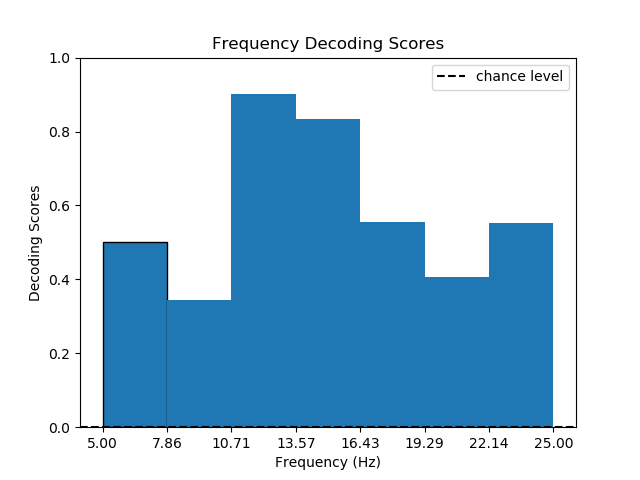 Frequency Decoding Scores
chance level
1.0
0.8
0.6
0.4
0.2
0.0
Decoding Scores
5.00 7.86 10.71 13.57 16.43 19.29 22.14 25.00
Frequency (Hz)